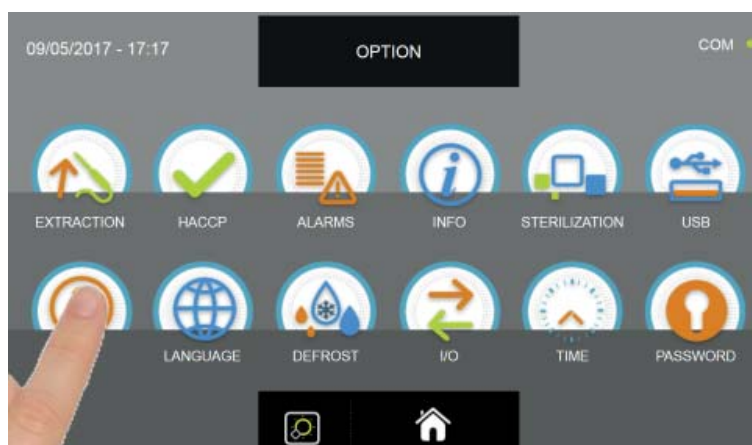 09/05/2017 - 17:17
OPTION
COM
EXTRACTION
HACCP
ALARMS
INFO
STERILIZATION
USB
LANGUAGE
DEFROST
I/O
TIME
PASSWORD